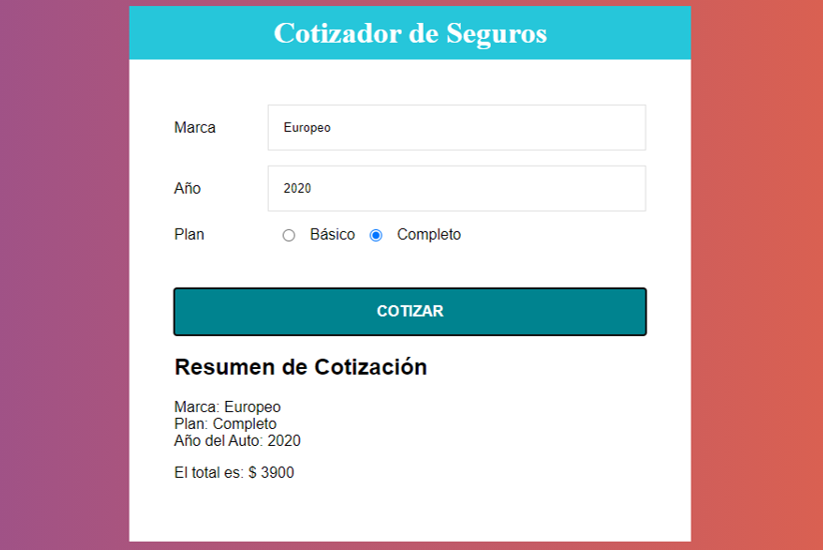 Cotizador de Seguros
Marca
Europeo
Año
2020
Plan
Básico
Completo
COTIZAR
Resumen de Cotización
Marca: Europeo
Plan: Completo
Año del Auto: 2020
El total es: $ 3900